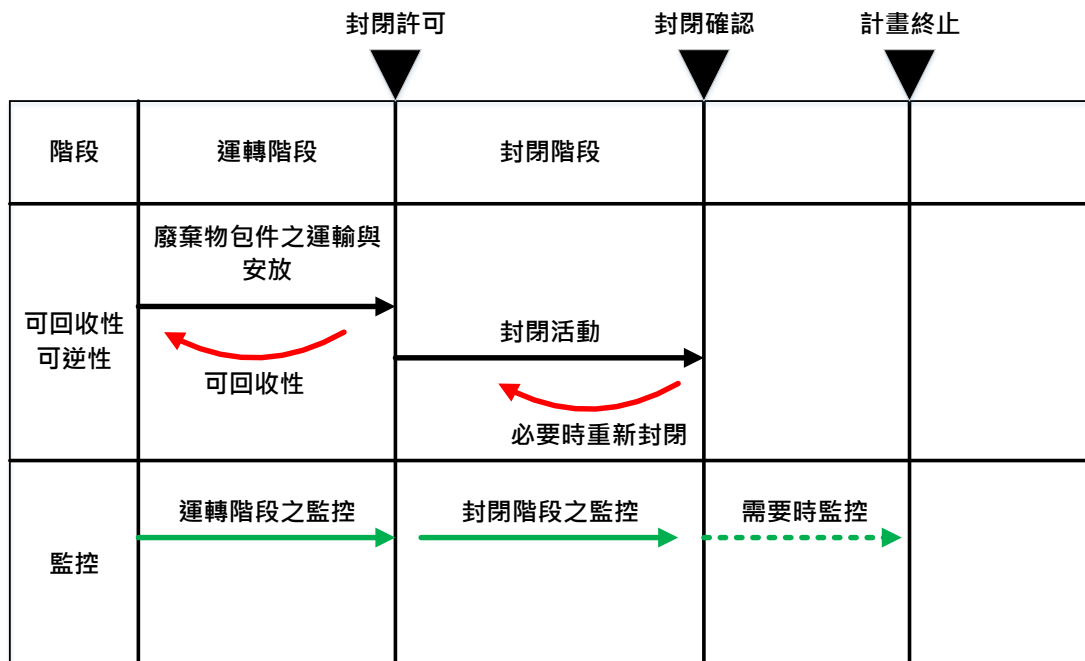 封閉許可
封閉確認
計畫終止
階段
運轉階段
封閉階段
廢棄物包件之運輸與
安放
可回收性
可逆性
可回收性
封閉活動
必要時重新封閉
監控
運轉階段之監控
封閉階段之監控
需要時監控